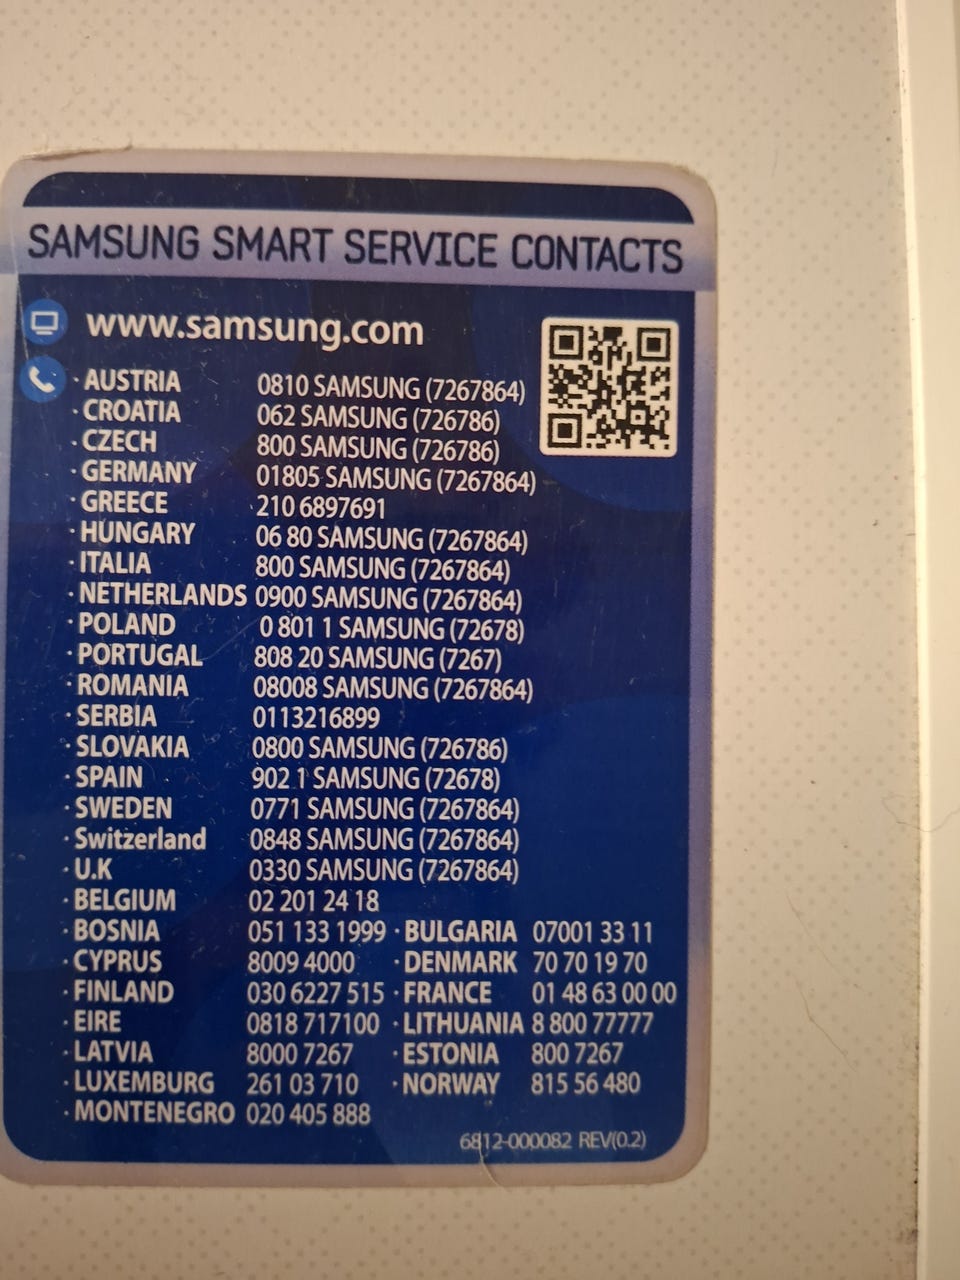 SAMSUNG SMART SERVICE CONTACTS
www.samsung.com
· AUSTRIA 0810 SAMSUNG (7267864)
· CROATIA 062 SAMSUNG (726786)
· CZECH 800 SAMSUNG (726786)
· GERMANY 01805 SAMSUNG (7267864)
· GREECE 210 6897691
· HUNGARY 06 80 SAMSUNG (7267864)
· ITALIA 800 SAMSUNG (7267864)
· NETHERLANDS 0900 SAMSUNG (7267864)
· POLAND 0 801 1 SAMSUNG (72678)
· PORTUGAL 808 20 SAMSUNG (7267)
· ROMANIA 08008 SAMSUNG (7267864)
· SERBIA 0113216899
· SLOVAKIA 0800 SAMSUNG (726786)
· SPAIN 902 1 SAMSUNG (72678)
· SWEDEN 0771 SAMSUNG (7267864)
· Switzerland 0848 SAMSUNG (7267864)
· U.K 0330 SAMSUNG (7267864)
· BELGIUM 02 201 24 18
· BOSNIA 051 133 1999 · BULGARIA 07001 33 11
· CYPRUS 8009 4000 · DENMARK 70 70 19 70
· FINLAND 030 6227 515 · FRANCE 01 48 63 00 00
· EIRE 0818 717100 · LITHUANIA 8 800 77777
· LATVIA 8000 7267 · ESTONIA 800 7267
· LUXEMBURG 261 03 710 · NORWAY 815 56 480
· MONTENEGRO 020 405 888
6812-000082 REV(0.2)